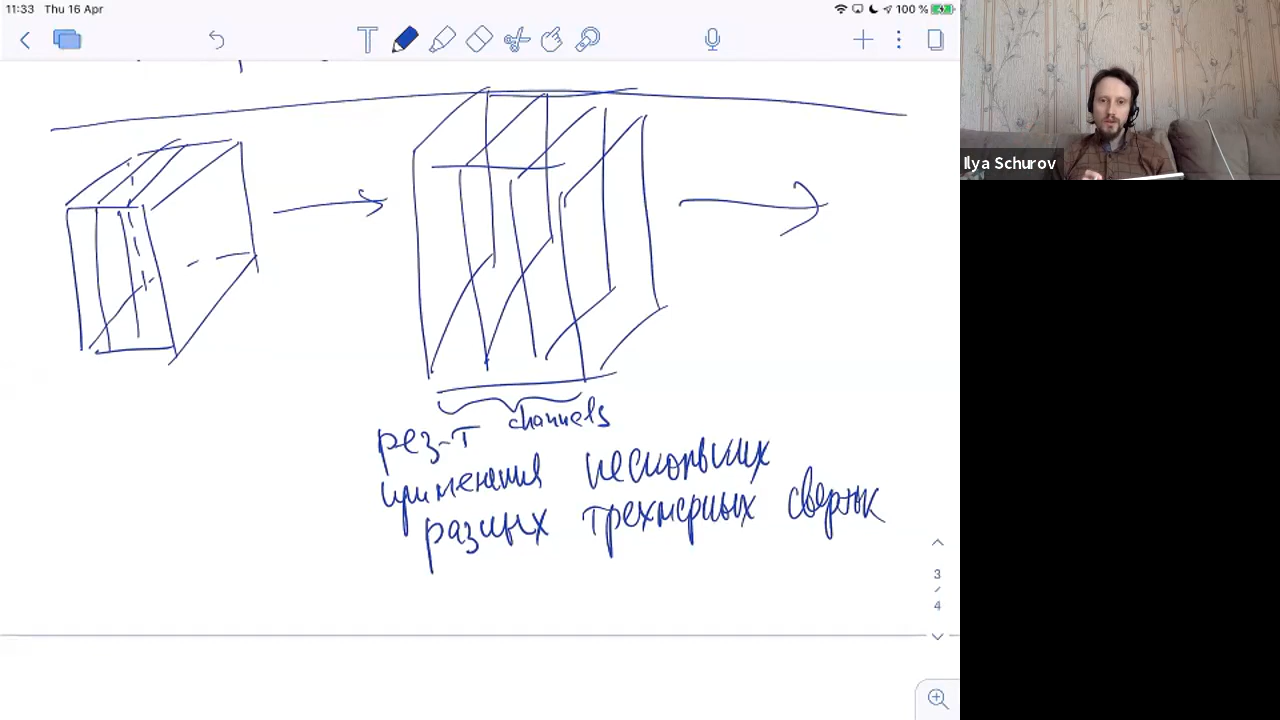 11:33 Thu 16 Apr
100 %
T
Ilya Schurov
channels
рез-т
применения нескольких
разных трехмерных сверток
3
/
4